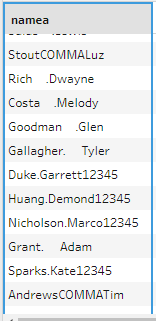 namea
StoutCOMMALuz
Rich    .Dwayne
Costa    .Melody
Goodman    .Glen
Gallagher.    Tyler
Duke.Garrett12345
Huang.Demond12345
Nicholson.Marco12345
Grant.    Adam
Sparks.Kate12345
AndrewsCOMMATim